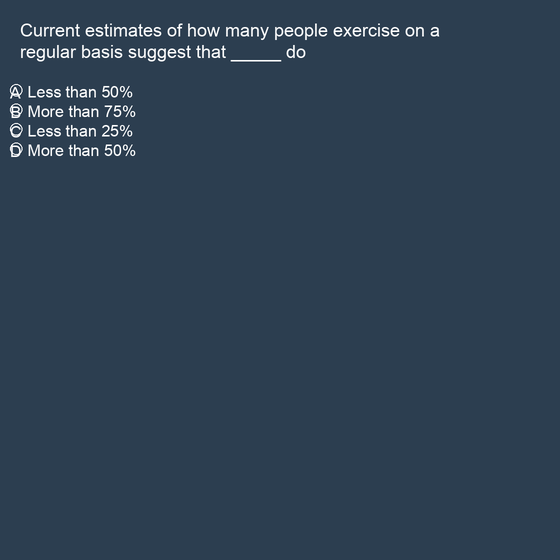 Current estimates of how many people exercise on a
regular basis suggest that _____ do
A Less than 50%
B More than 75%
C Less than 25%
D More than 50%